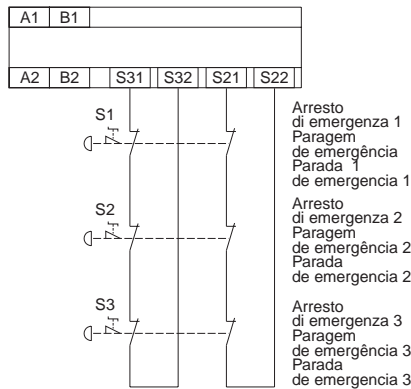 A1 B1
A2 B2 S31 S32 S21 S22
S1
Arresto
di emergenza 1
Paragem
de emergência
Parada 1
de emergencia 1
S2
Arresto
di emergenza 2
Paragem
de emergência 2
Parada
de emergencia 2
S3
Arresto
di emergenza 3
Paragem
de emergência 3
Parada
de emergencia 3